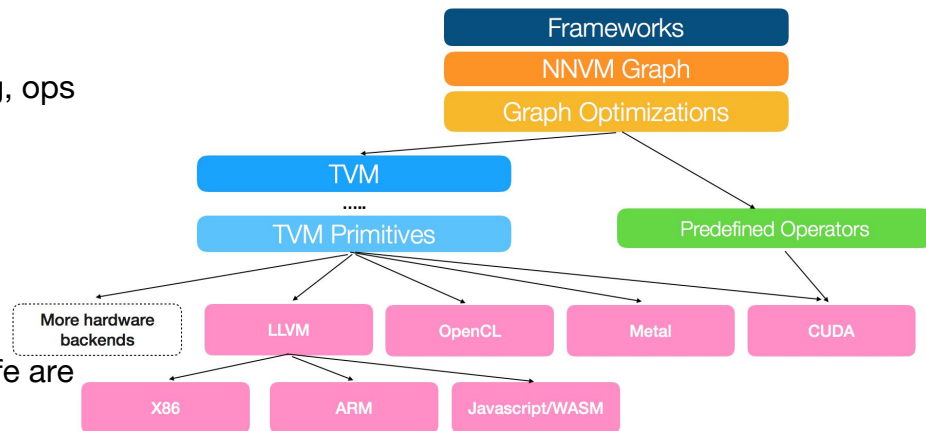 Frameworks
NNVM Graph
, ops
Graph Optimizations
TVM
.....
TVM Primitives
Predefined Operators
More hardware
backends
LLVM
OpenCL
Metal
CUDA
fe are
X86
ARM
Javascript/WASM